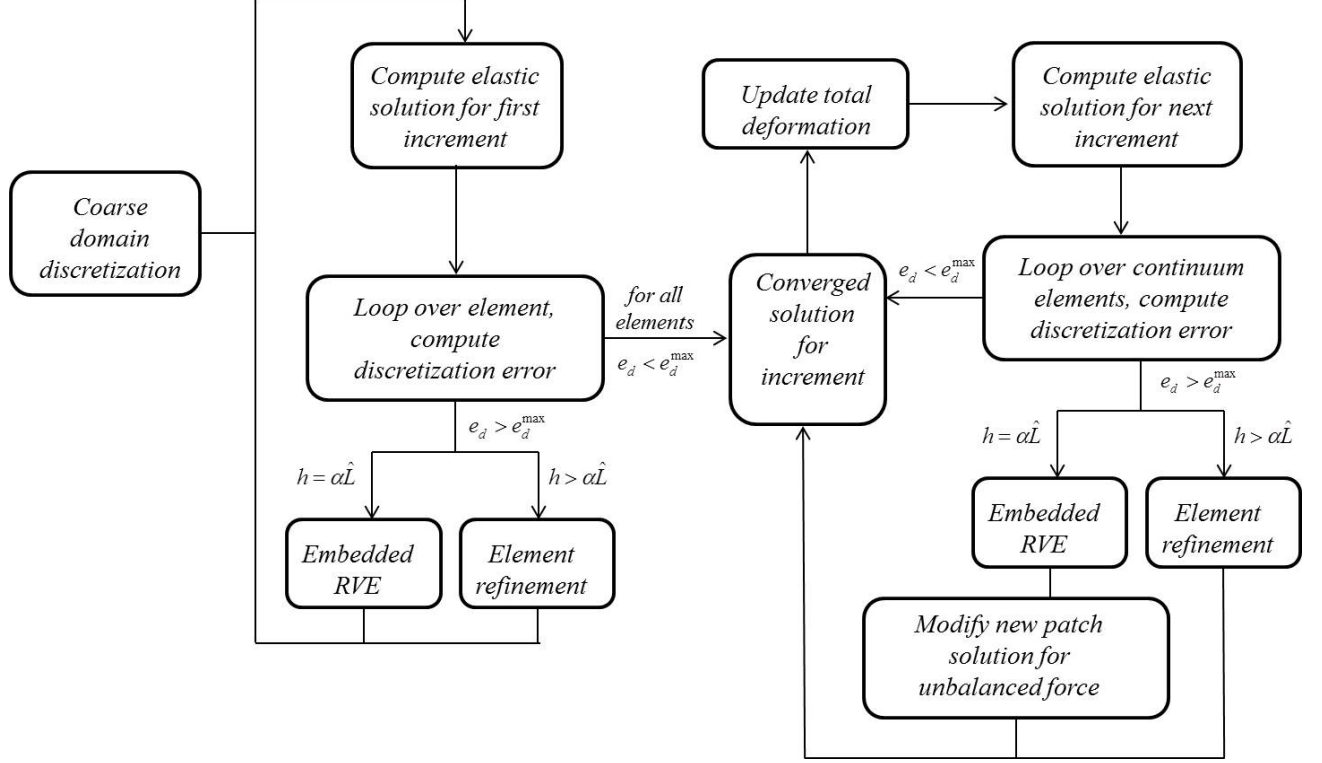 Coarse
domain
discretization
Compute elastic
solution for first
increment
Loop over element,
compute
discretization error
for all
elements
e_d < e_d^max
e_d > e_d^max
h = αL̂
h > αL̂
Embedded
RVE
Element
refinement
Update total
deformation
Converged
solution
for
increment
Compute elastic
solution for next
increment
Loop over continuum
elements, compute
discretization error
e_d < e_d^max
e_d > e_d^max
h = αL̂
h > αL̂
Embedded
RVE
Element
refinement
Modify new patch
solution for
unbalanced force